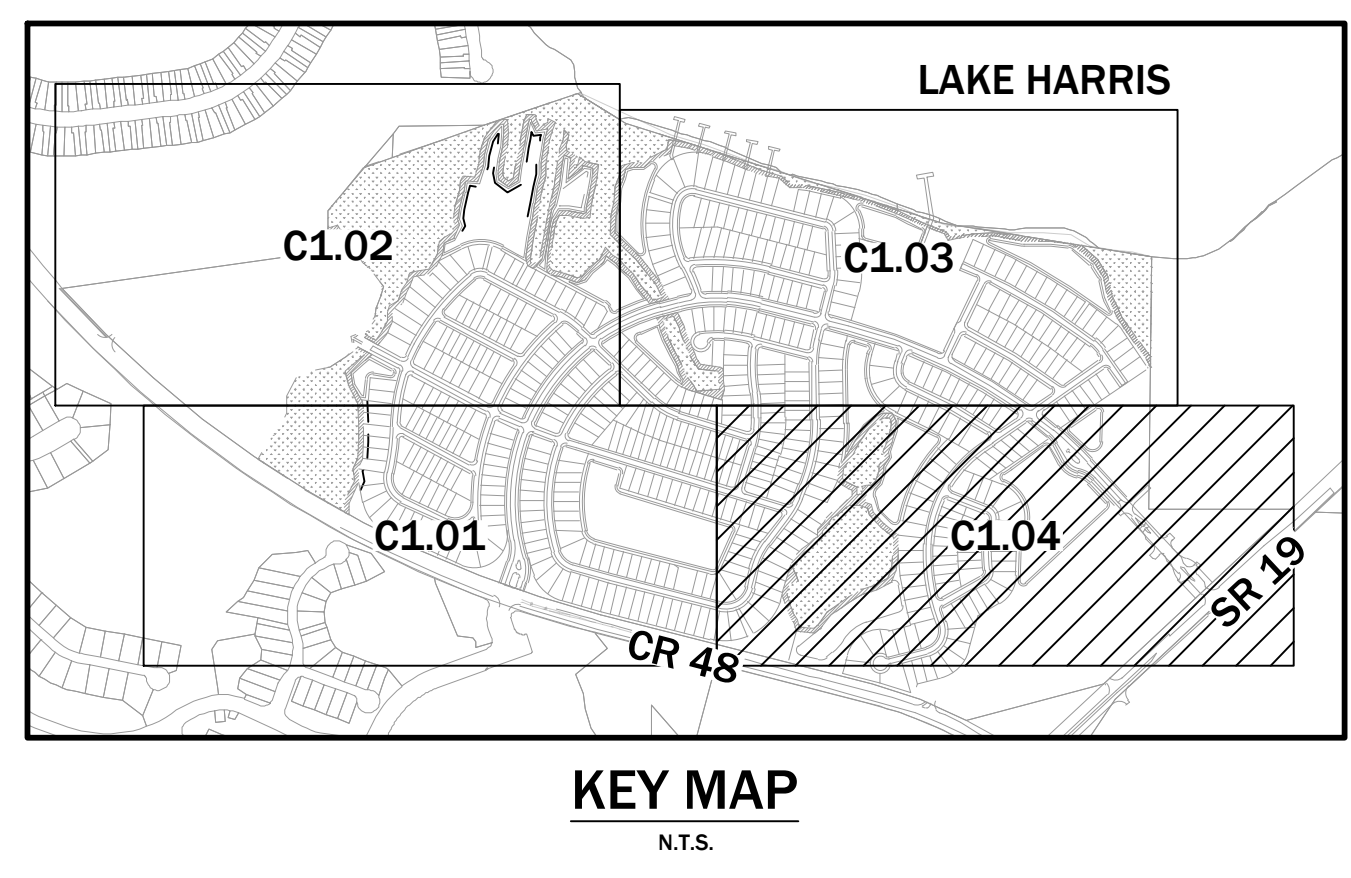 LAKE HARRIS
C1.02
C1.03
C1.01
C1.04
SR 19
CR 48
KEY MAP
N.T.S.